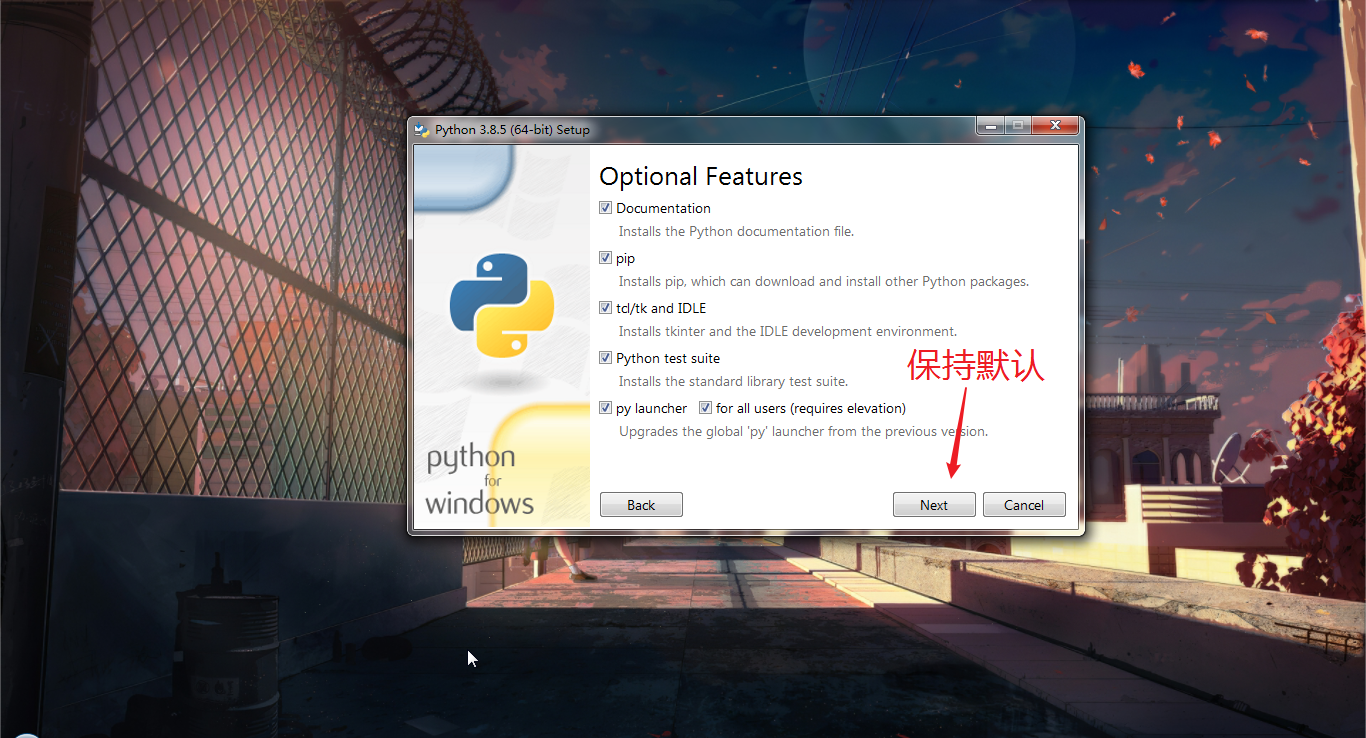 Python 3.8.5 (64-bit) Setup
Optional Features
Documentation
Installs the Python documentation file.
pip
Installs pip, which can download and install other Python packages.
tcl/tk and IDLE
Installs tkinter and the IDLE development environment.
Python test suite
Installs the standard library test suite.
保持默认
py launcher for all users (requires elevation)
Upgrades the global 'py' launcher from the previous version.
python
for
windows
Back Next Cancel